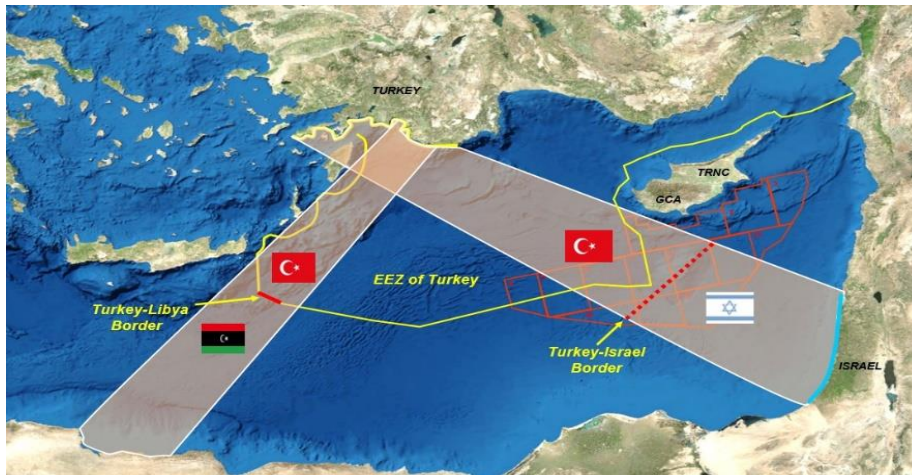 TURKEY
TRNC
GCA
EEZ of Turkey
Turkey-Libya
Border
Turkey-Israel
Border
ISRAEL